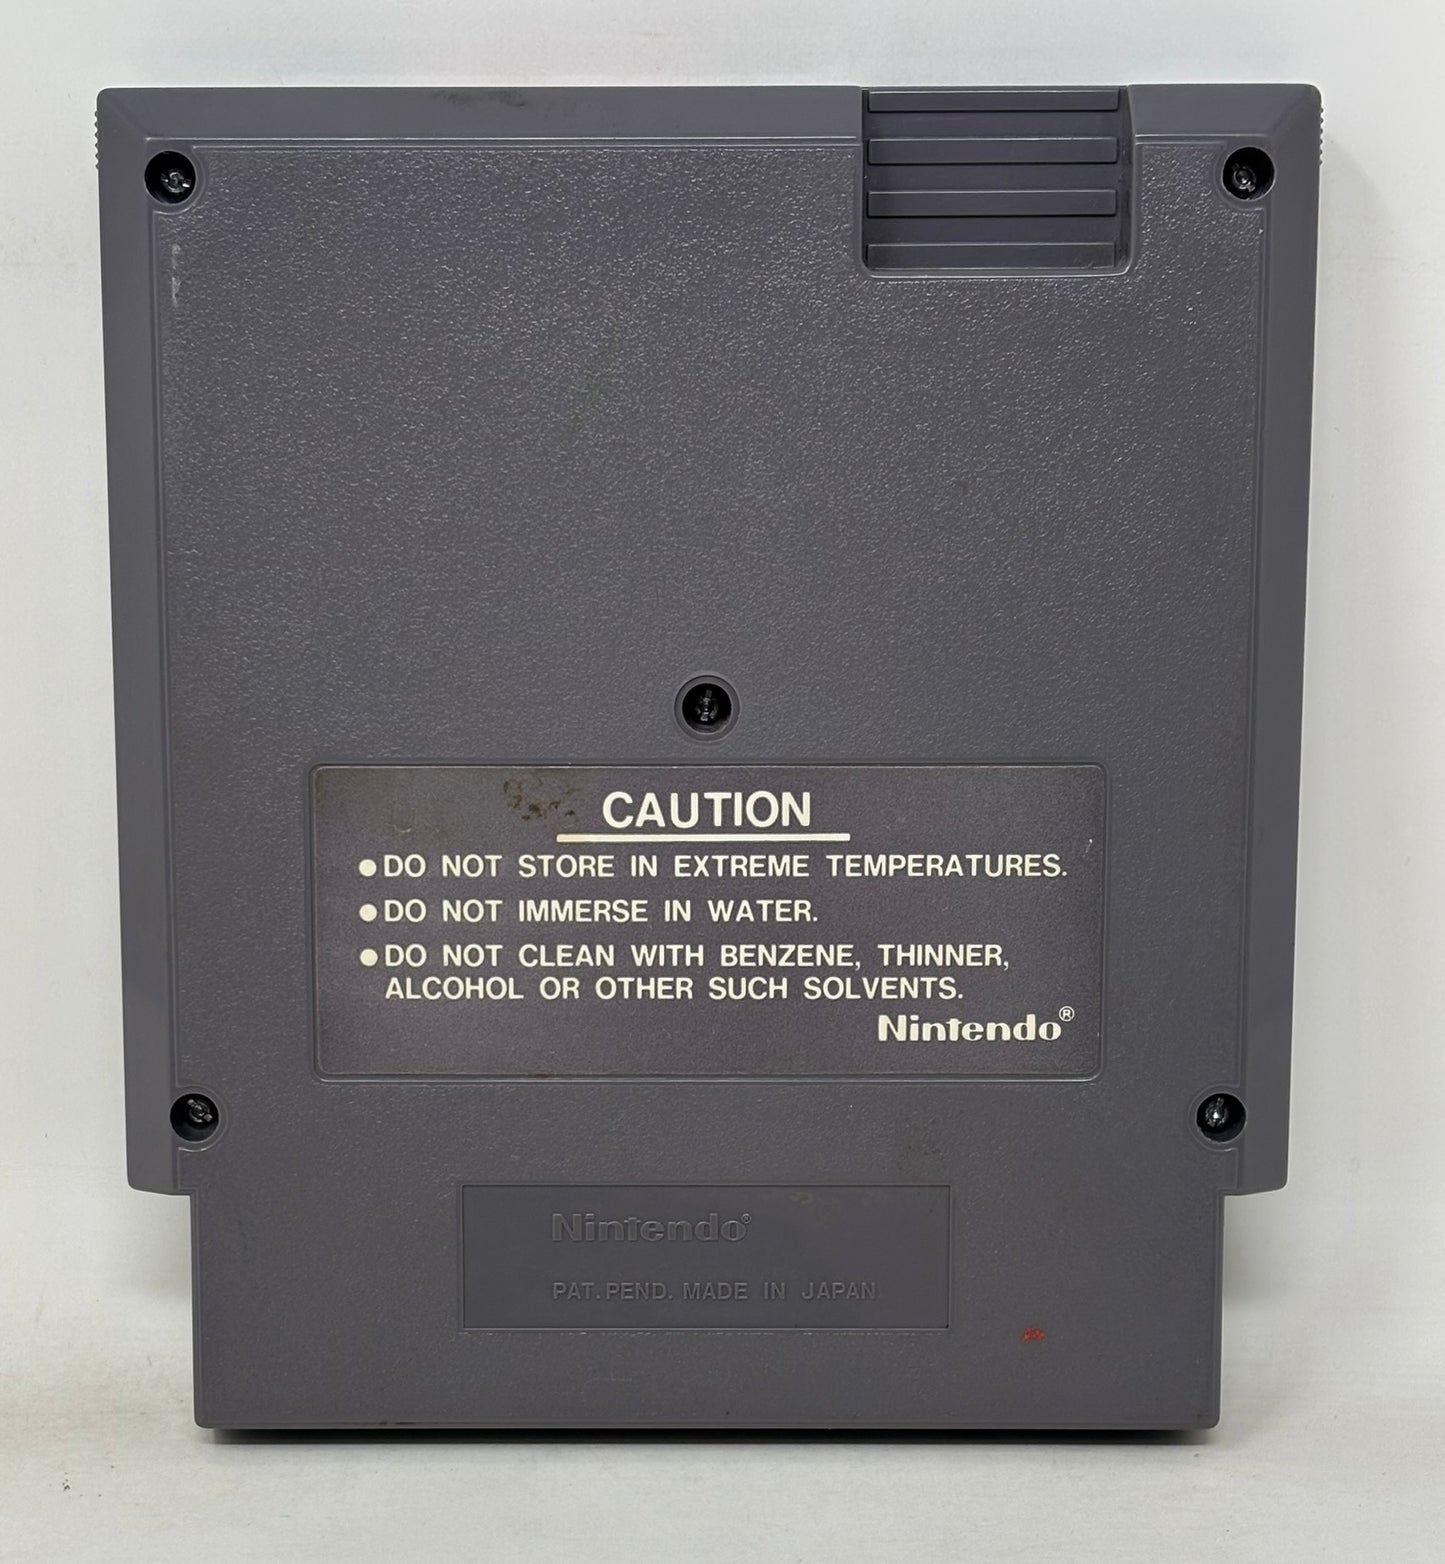 CAUTION
●DO NOT STORE IN EXTREME TEMPERATURES.
●DO NOT IMMERSE IN WATER.
●DO NOT CLEAN WITH BENZENE, THINNER,
ALCOHOL OR OTHER SUCH SOLVENTS.
Nintendo®
Nintendo®
PAT. PEND. MADE IN JAPAN